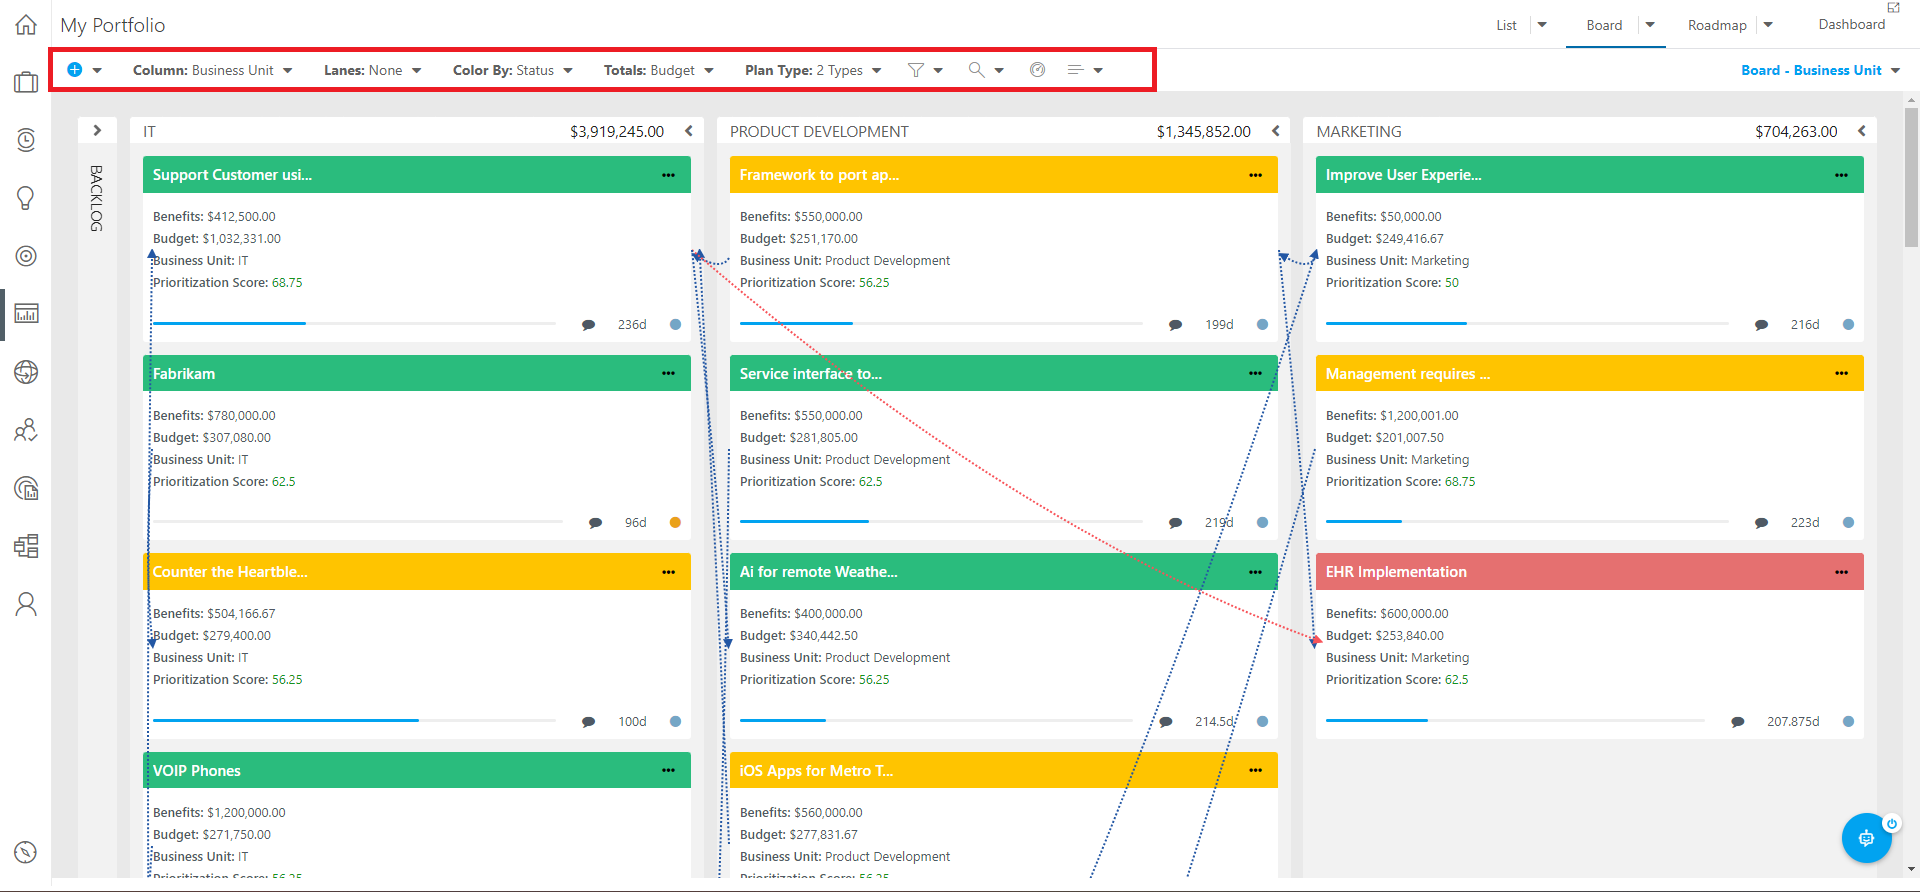 My Portfolio
List
Board
Roadmap
Dashboard
Column: Business Unit
Lanes: None
Color By: Status
Totals: Budget
Plan Type: 2 Types
Board - Business Unit
BACKLOG
IT $3,919,245.00
Support Customer usi...
Benefits: $412,500.00
Budget: $1,032,331.00
Business Unit: IT
Prioritization Score: 68.75
236d
Fabrikam
Benefits: $780,000.00
Budget: $307,080.00
Business Unit: IT
Prioritization Score: 62.5
96d
Counter the Heartble...
Benefits: $504,166.67
Budget: $279,400.00
Business Unit: IT
Prioritization Score: 56.25
100d
VOIP Phones
Benefits: $1,200,000.00
Budget: $271,750.00
Business Unit: IT
Prioritization Score: 56.25
PRODUCT DEVELOPMENT $1,345,852.00
Framework to port ap...
Benefits: $550,000.00
Budget: $251,170.00
Business Unit: Product Development
Prioritization Score: 56.25
199d
Service interface to...
Benefits: $550,000.00
Budget: $281,805.00
Business Unit: Product Development
Prioritization Score: 62.5
219d
Ai for remote Weathe...
Benefits: $400,000.00
Budget: $340,442.50
Business Unit: Product Development
Prioritization Score: 56.25
214.5d
iOS Apps for Metro T...
Benefits: $560,000.00
Budget: $277,831.67
Business Unit: Product Development
Prioritization Score: 56.25
MARKETING $704,263.00
Improve User Experie...
Benefits: $50,000.00
Budget: $249,416.67
Business Unit: Marketing
Prioritization Score: 50
216d
Management requires ...
Benefits: $1,200,001.00
Budget: $201,007.50
Business Unit: Marketing
Prioritization Score: 68.75
223d
EHR Implementation
Benefits: $600,000.00
Budget: $253,840.00
Business Unit: Marketing
Prioritization Score: 62.5
207.875d